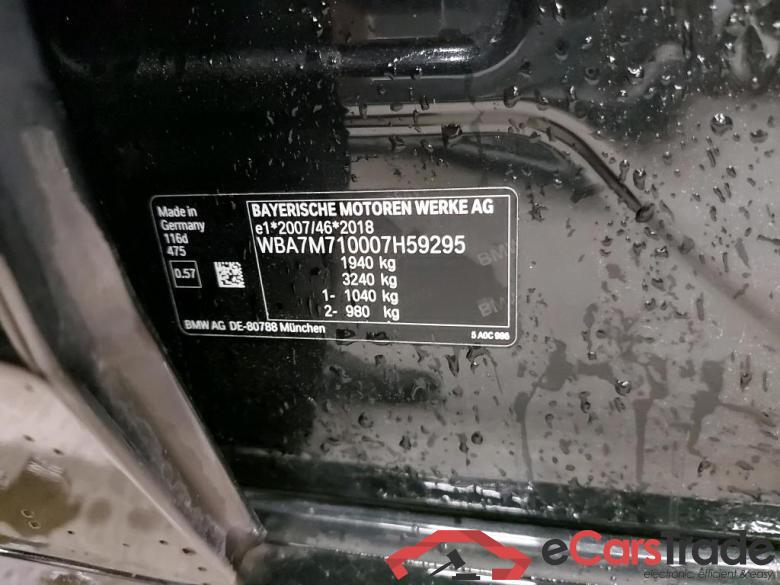 Made in
Germany
116d
475
0.57
BAYERISCHE MOTOREN WERKE AG
e1*2007/46*2018
WBA7M710007H59295
1940 kg
3240 kg
1- 1040 kg
2- 980 kg
BMW AG DE-80788 München
5 A0C 986
eCarsTrade
electronic, efficient & easy